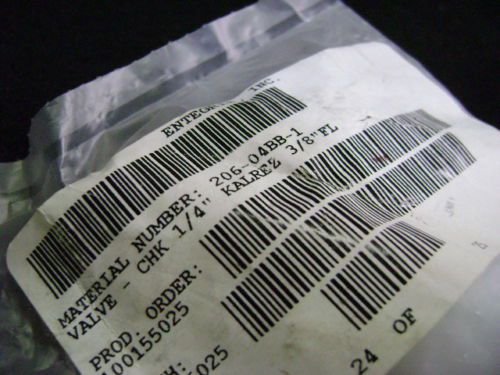 ENTEGRIS INC.
MATERIAL NUMBER: 206-04BB-1
VALVE - CHK 1/4" KALREZ 3/8"FL
PROD. ORDER:
100155025
H:
025
24 OF